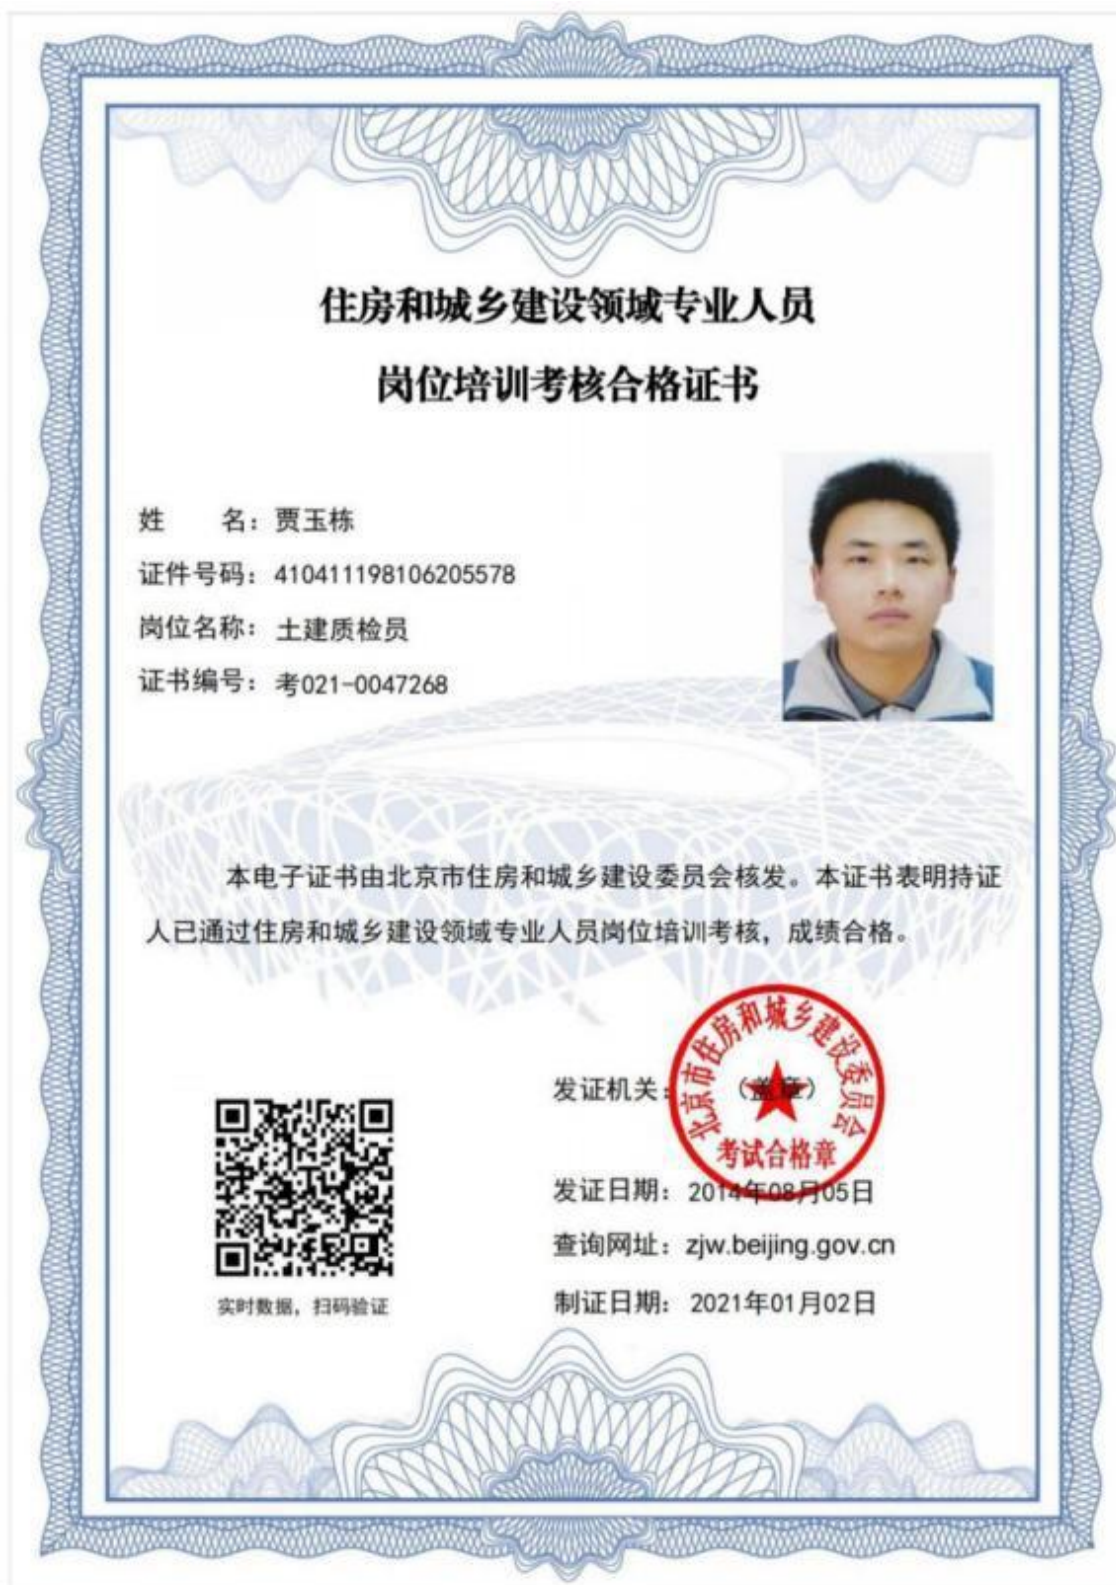 住房和城乡建设领域专业人员
岗位培训考核合格证书
姓 名：贾玉栋
证件号码：410411198106205578
岗位名称：土建质检员
证书编号：考021-0047268
本电子证书由北京市住房和城乡建设委员会核发。本证书表明持证
人已通过住房和城乡建设领域专业人员岗位培训考核，成绩合格。
发证机关：（盖章）
北京市住房和城乡建设委员会
考试合格章
发证日期：2014年08月05日
查询网址：zjw.beijing.gov.cn
制证日期：2021年01月02日
实时数据，扫码验证